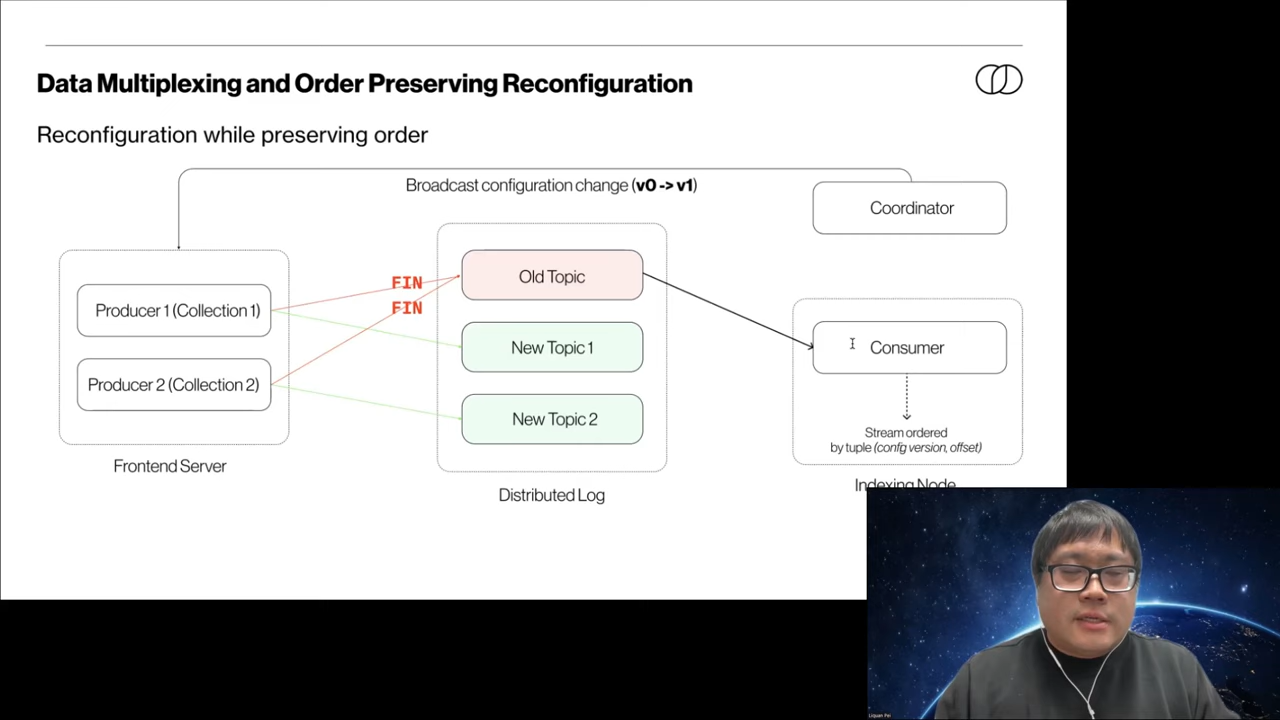 Data Multiplexing and Order Preserving Reconfiguration
Reconfiguration while preserving order
Broadcast configuration change (v0 -> v1)
Coordinator
FIN
FIN
Old Topic
Producer 1 (Collection 1)
New Topic 1
Consumer
Producer 2 (Collection 2)
New Topic 2
Stream ordered
by tuple (config version, offset)
Frontend Server
Distributed Log
Indexing Node
Liquan Pei